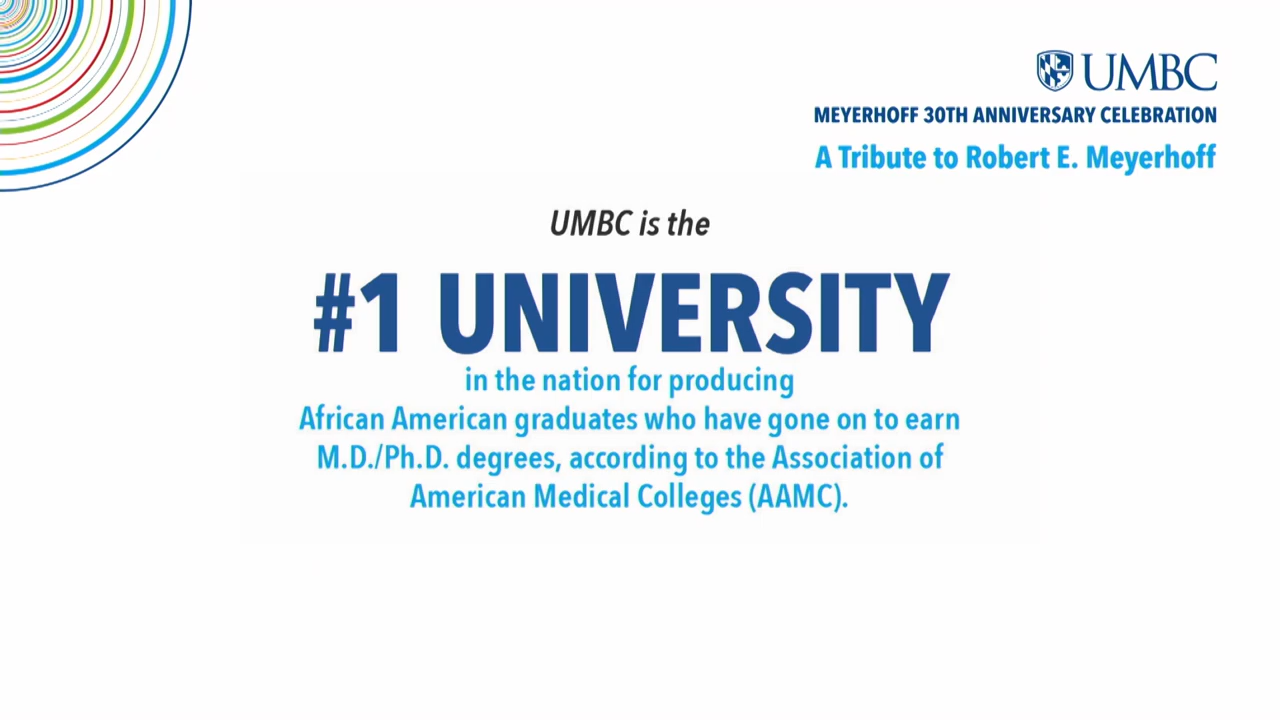 UMBC
MEYERHOFF 30TH ANNIVERSARY CELEBRATION
A Tribute to Robert E. Meyerhoff
UMBC is the
#1 UNIVERSITY
in the nation for producing
African American graduates who have gone on to earn
M.D./Ph.D. degrees, according to the Association of
American Medical Colleges (AAMC).